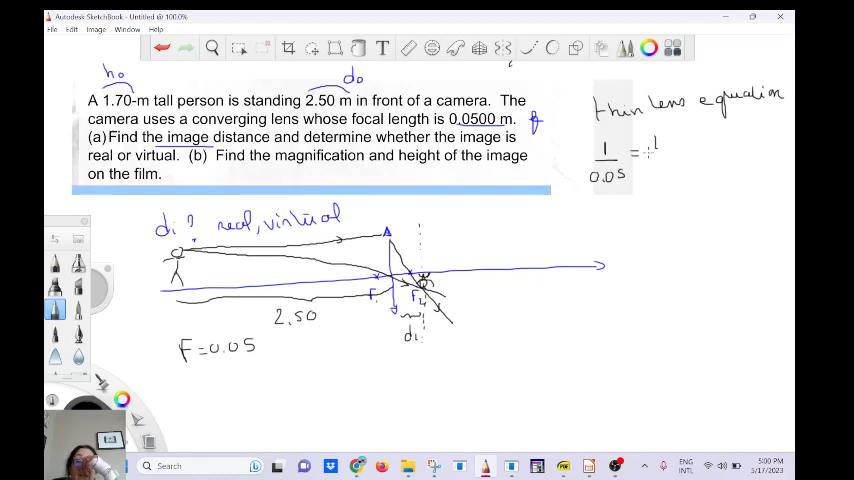 Autodesk SketchBook - Untitled @ 100.0%
File Edit Image Window Help
ho
do
A 1.70-m tall person is standing 2.50 m in front of a camera. The
camera uses a converging lens whose focal length is 0.0500 m. f
(a)Find the image distance and determine whether the image is
real or virtual. (b) Find the magnification and height of the image
on the film.
thin lens equation
1
0.05 = 1
di? real, virtual
F1 F2
2.50
di
F = 0.05
Search
ENG
INTL
5:00 PM
5/17/2023